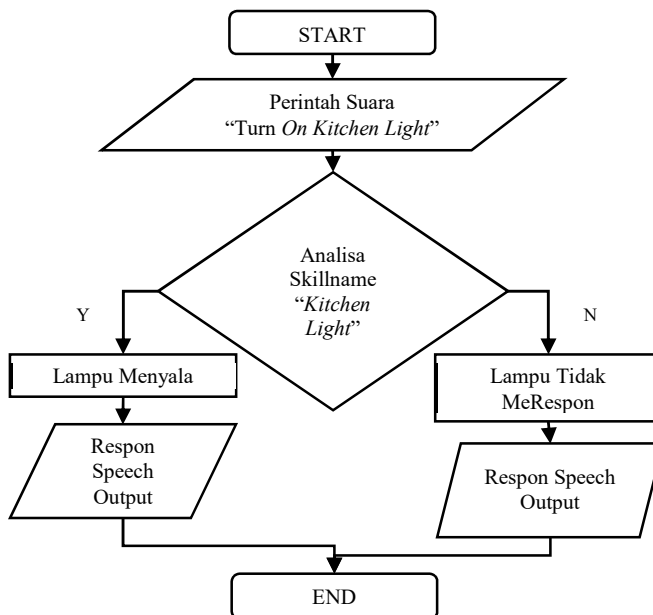 START
Perintah Suara
“Turn On Kitchen Light”
Analisa
Skillname
“Kitchen
Light”
Y
N
Lampu Menyala
Lampu Tidak
MeRespon
Respon
Speech
Output
Respon Speech
Output
END